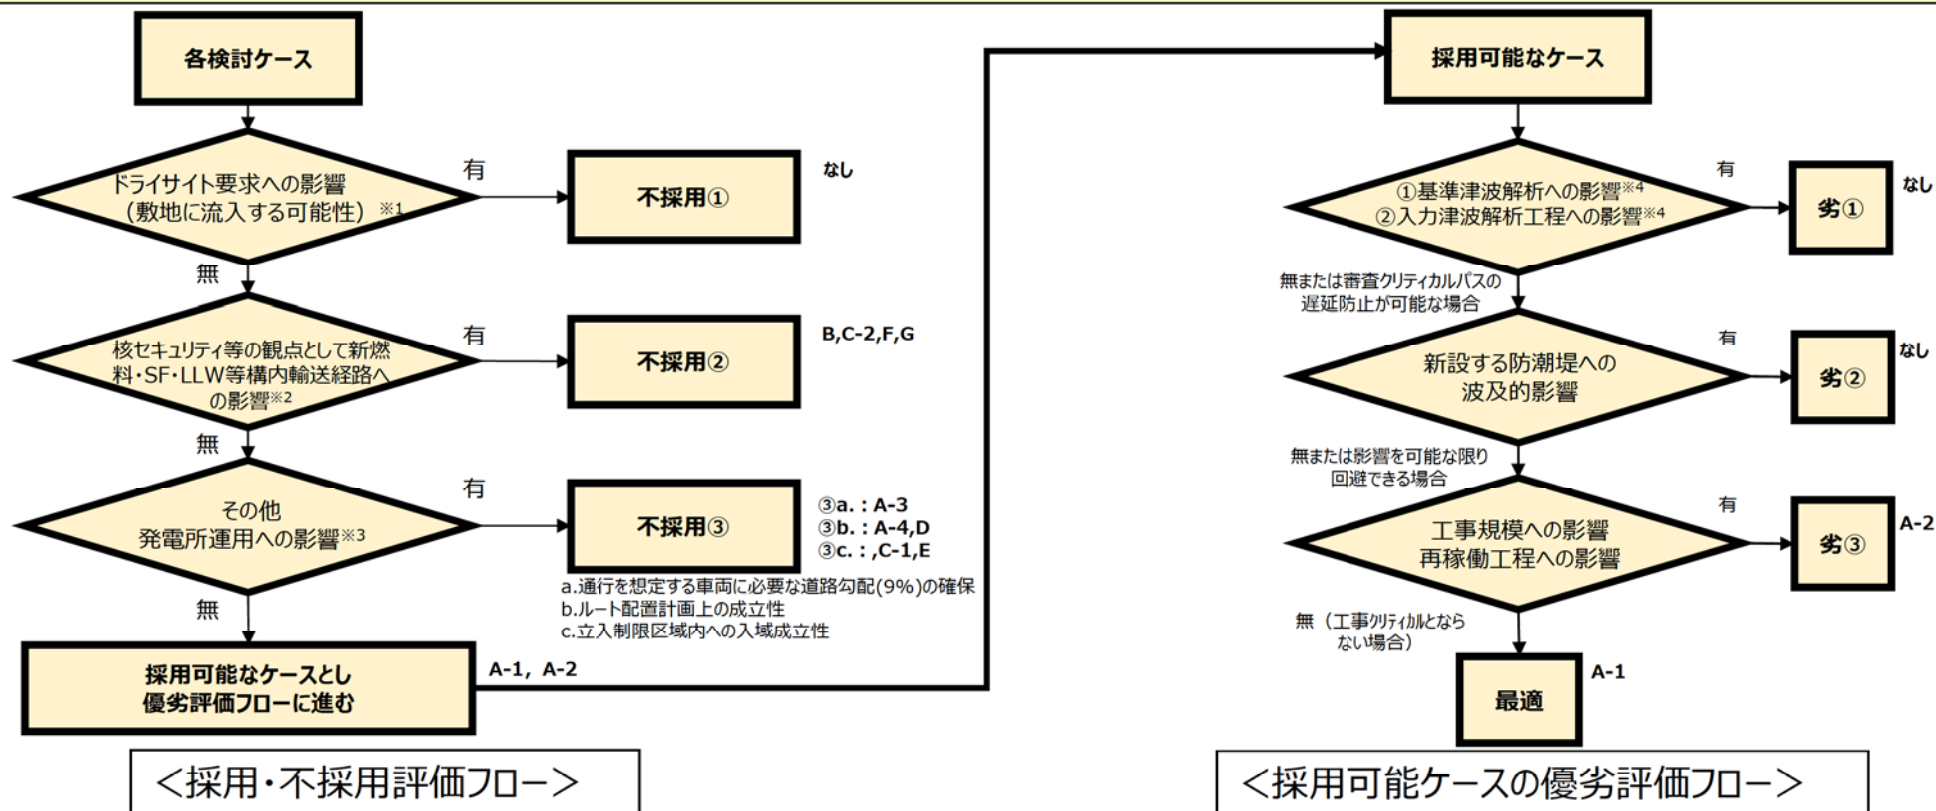 各検討ケース
ドライサイト要求への影響
（敷地に流入する可能性）※1
有
不採用①
なし
無
核セキュリティ等の観点として新燃
料・SF・LLW等構内輸送経路へ
の影響※2
有
不採用②
B,C-2,F,G
無
その他
発電所運用への影響※3
有
不採用③
③a.：A-3
③b.：A-4,D
③c.：,C-1,E
a.通行を想定する車両に必要な道路勾配(9%)の確保
b.ルート配置計画上の成立性
c.立入制限区域内への入域成立性
無
採用可能なケースとし
優劣評価フローに進む
A-1, A-2
＜採用・不採用評価フロー＞
採用可能なケース
①基準津波解析への影響※4
②入力津波解析工程への影響※4
有
劣①
なし
無または審査クリティカルパスの
遅延防止が可能な場合
新設する防潮堤への
波及的影響
有
劣②
なし
無または影響を可能な限り
回避できる場合
工事規模への影響
再稼働工程への影響
有
劣③
A-2
無（工事クリティカルとなら
ない場合）
最適
A-1
＜採用可能ケースの優劣評価フロー＞